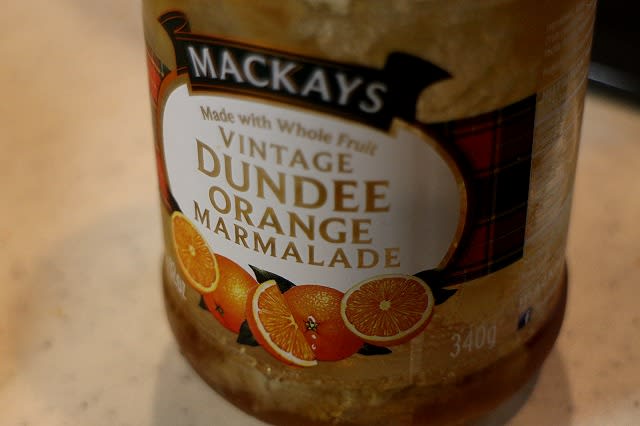 MACKAYS
Made with Whole Fruit
VINTAGE
DUNDEE
ORANGE
MARMALADE
340g